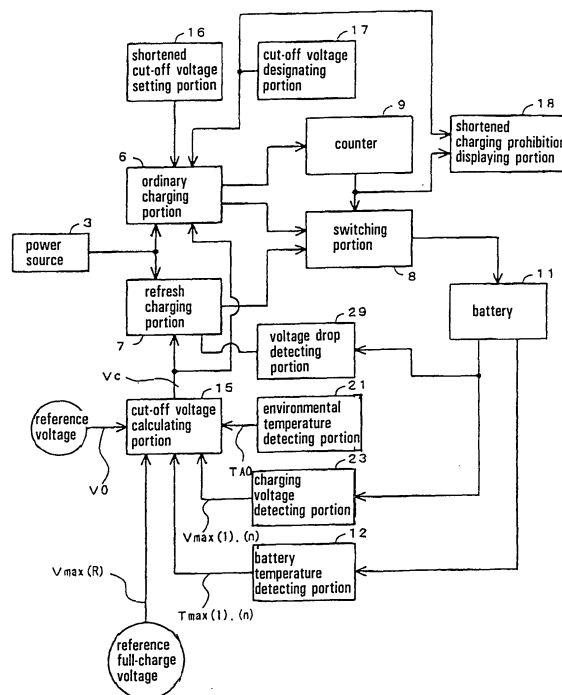 16
shortened
cut-off voltage
setting portion
17
cut-off voltage
designating
portion
9
counter
18
shortened
charging prohibition
displaying portion
6
ordinary
charging
portion
3
power
source
switching
portion
8
refresh
charging
portion
7
11
battery
29
voltage drop
detecting
portion
Vc
15
cut-off voltage
calculating
portion
reference
voltage
V0
21
environmental
temperature
detecting portion
TA0
23
charging
voltage
detecting portion
Vmax(1).(n)
12
battery
temperature
detecting portion
Tmax(1).(n)
Vmax(R)
reference
full-charge
voltage